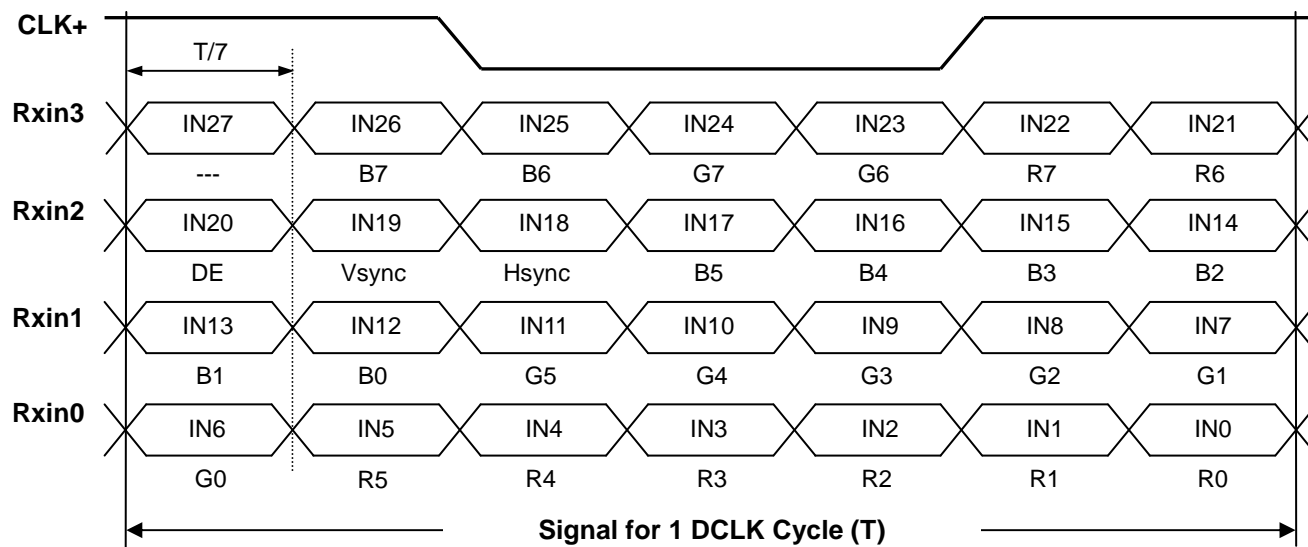 CLK+
T/7
Rxin3 IN27 IN26 IN25 IN24 IN23 IN22 IN21
--- B7 B6 G7 G6 R7 R6
Rxin2 IN20 IN19 IN18 IN17 IN16 IN15 IN14
DE Vsync Hsync B5 B4 B3 B2
Rxin1 IN13 IN12 IN11 IN10 IN9 IN8 IN7
B1 B0 G5 G4 G3 G2 G1
Rxin0 IN6 IN5 IN4 IN3 IN2 IN1 IN0
G0 R5 R4 R3 R2 R1 R0
Signal for 1 DCLK Cycle (T)